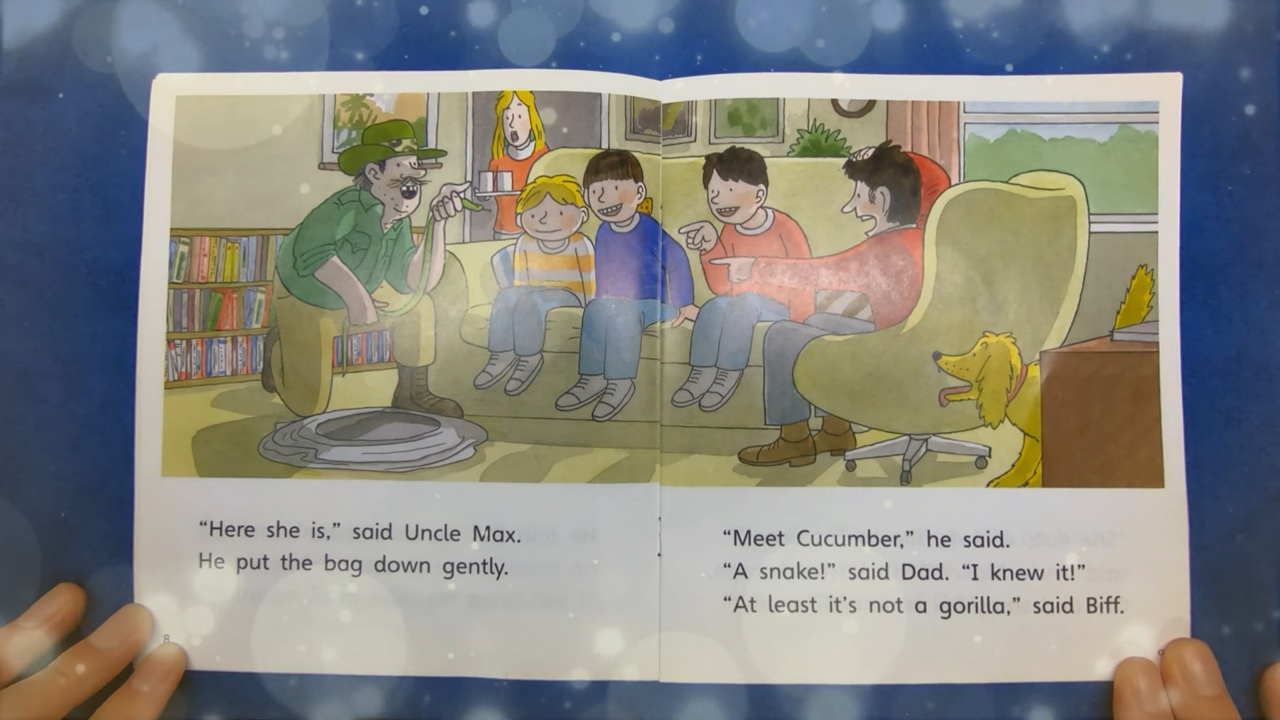 “Here she is,” said Uncle Max.
He put the bag down gently.
8
“Meet Cucumber,” he said.
“A snake!” said Dad. “I knew it!”
“At least it’s not a gorilla,” said Biff.